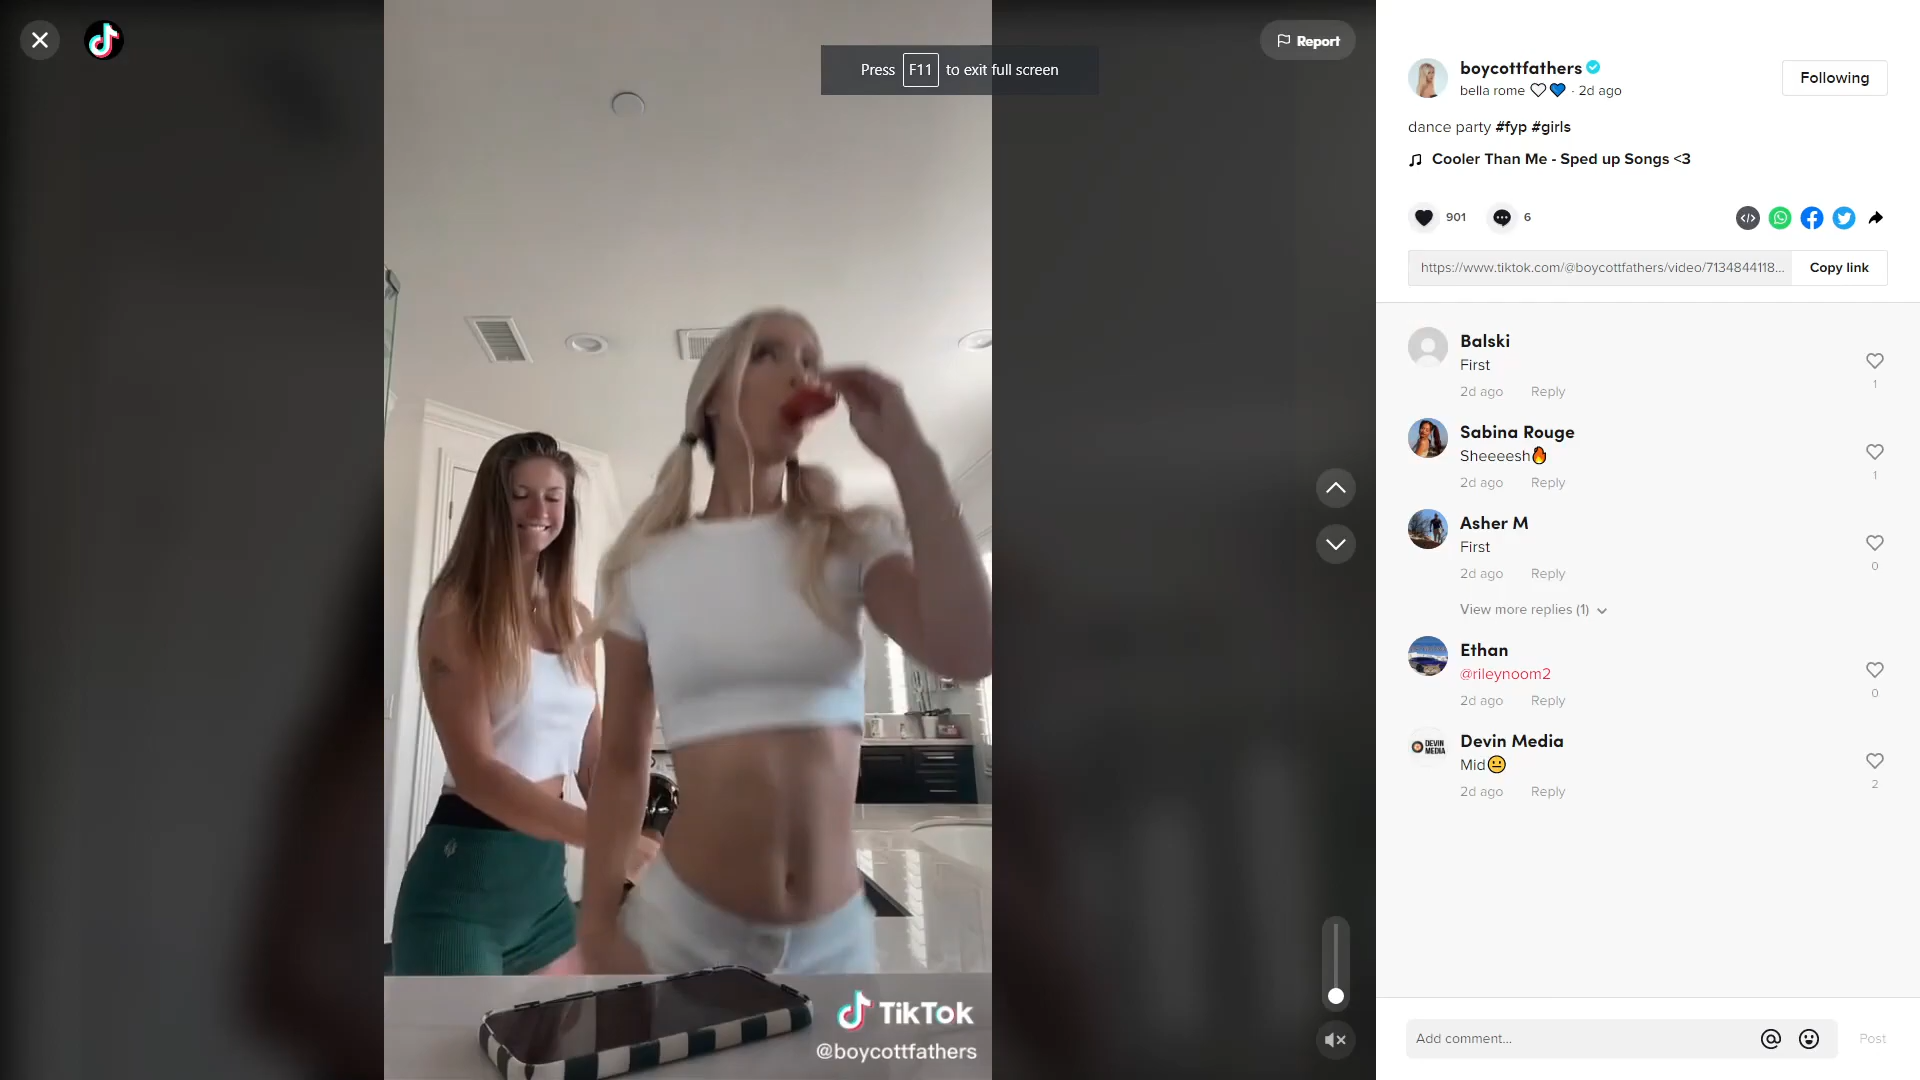 Press F11 to exit full screen
Report
TikTok
@boycottfathers
boycottfathers
Following
bella rome 🤍💙 · 2d ago
dance party #fyp #girls
Cooler Than Me - Sped up Songs <3
901
6
https://www.tiktok.com/@boycottfathers/video/7134844118...
Copy link
Balski
First
1
2d ago Reply
Sabina Rouge
Sheeeesh🔥
1
2d ago Reply
Asher M
First
0
2d ago Reply
View more replies (1)
Ethan
@rileynoom2
0
2d ago Reply
DEVIN MEDIA
Devin Media
Mid😐
2
2d ago Reply
Add comment...
Post